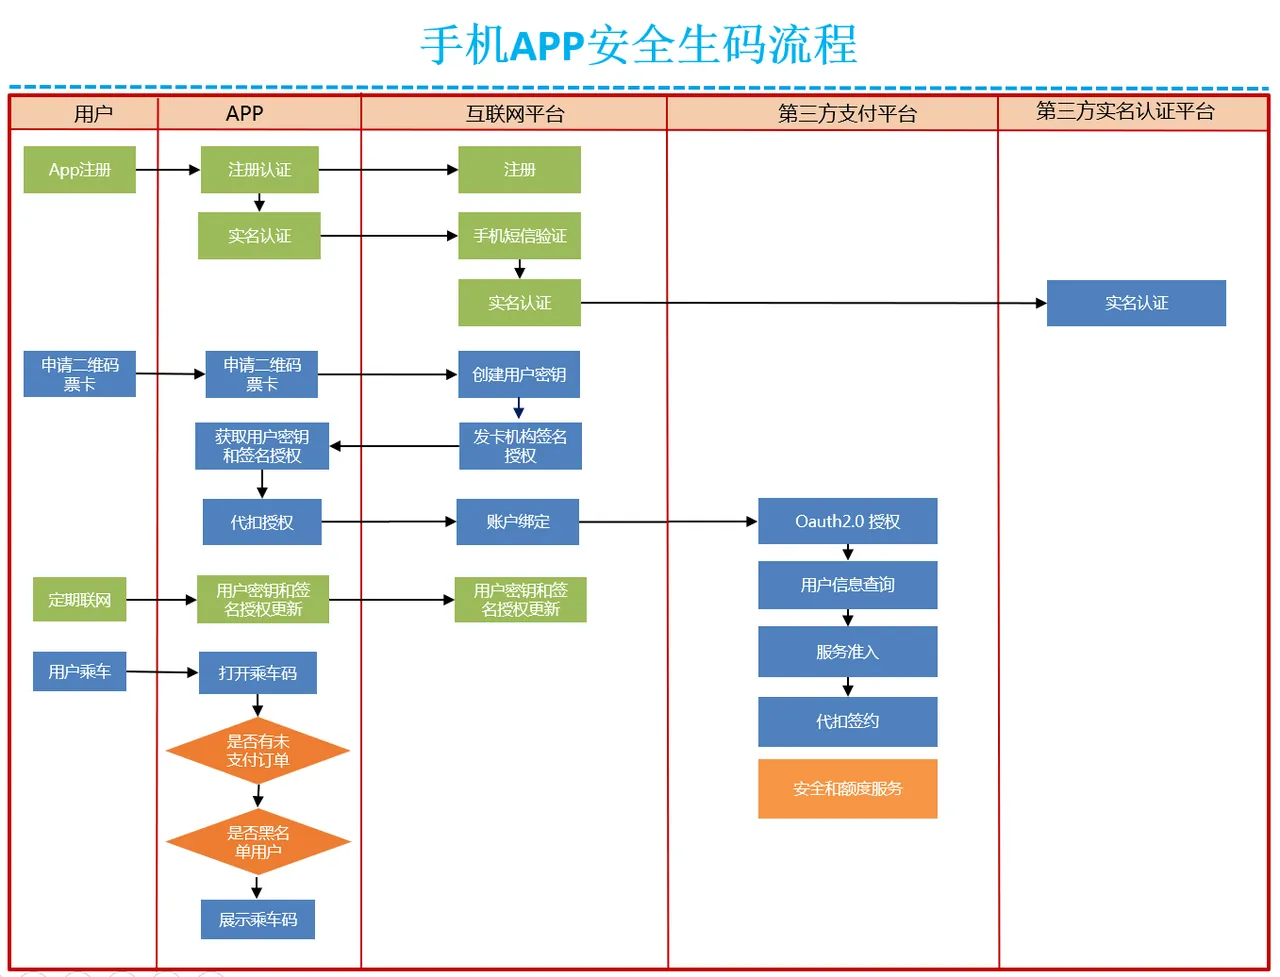 手机APP安全生码流程
用户
APP
互联网平台
第三方支付平台
第三方实名认证平台
App注册
注册认证
注册
实名认证
手机短信验证
实名认证
实名认证
申请二维码
票卡
申请二维码
票卡
创建用户密钥
获取用户密钥
和签名授权
发卡机构签名
授权
代扣授权
账户绑定
Oauth2.0 授权
用户信息查询
服务准入
代扣签约
安全和额度服务
定期联网
用户密钥和签
名授权更新
用户密钥和签
名授权更新
用户乘车
打开乘车码
是否有未
支付订单
是否黑名
单用户
展示乘车码